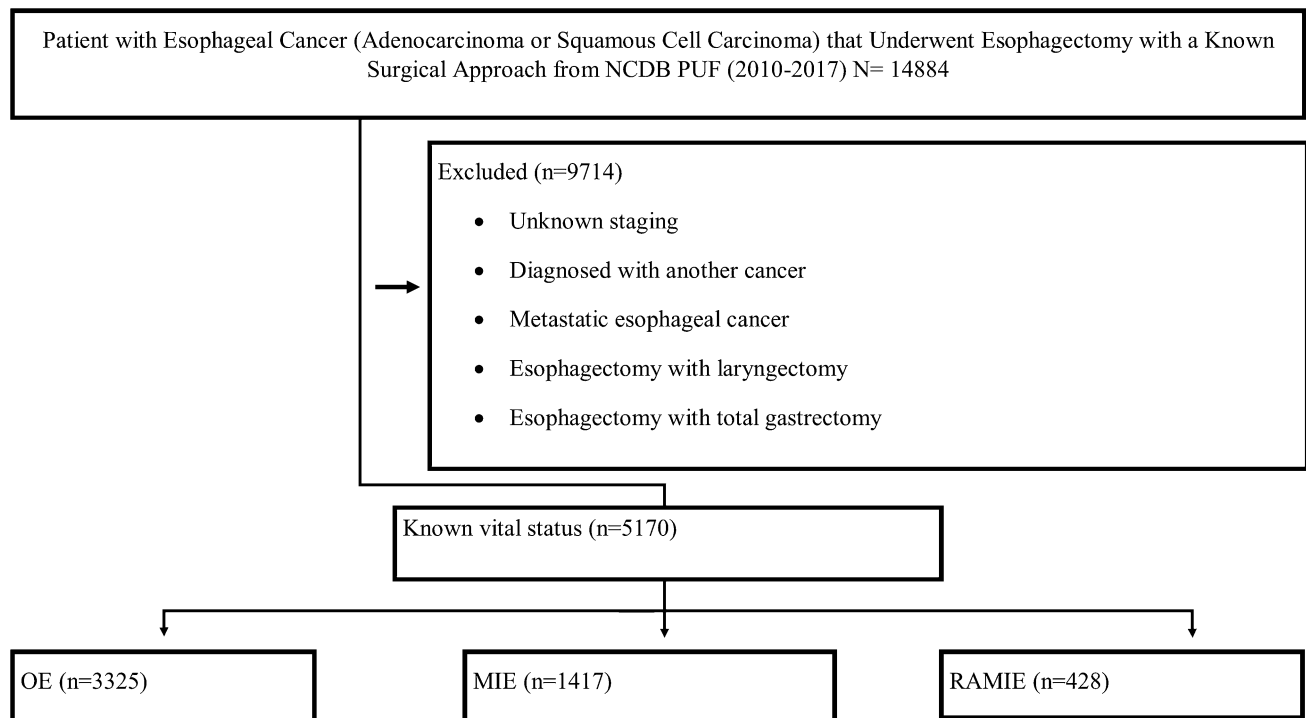 Patient with Esophageal Cancer (Adenocarcinoma or Squamous Cell Carcinoma) that Underwent Esophagectomy with a Known
Surgical Approach from NCDB PUF (2010-2017) N= 14884
Excluded (n=9714)
• Unknown staging
• Diagnosed with another cancer
• Metastatic esophageal cancer
• Esophagectomy with laryngectomy
• Esophagectomy with total gastrectomy
Known vital status (n=5170)
OE (n=3325)
MIE (n=1417)
RAMIE (n=428)